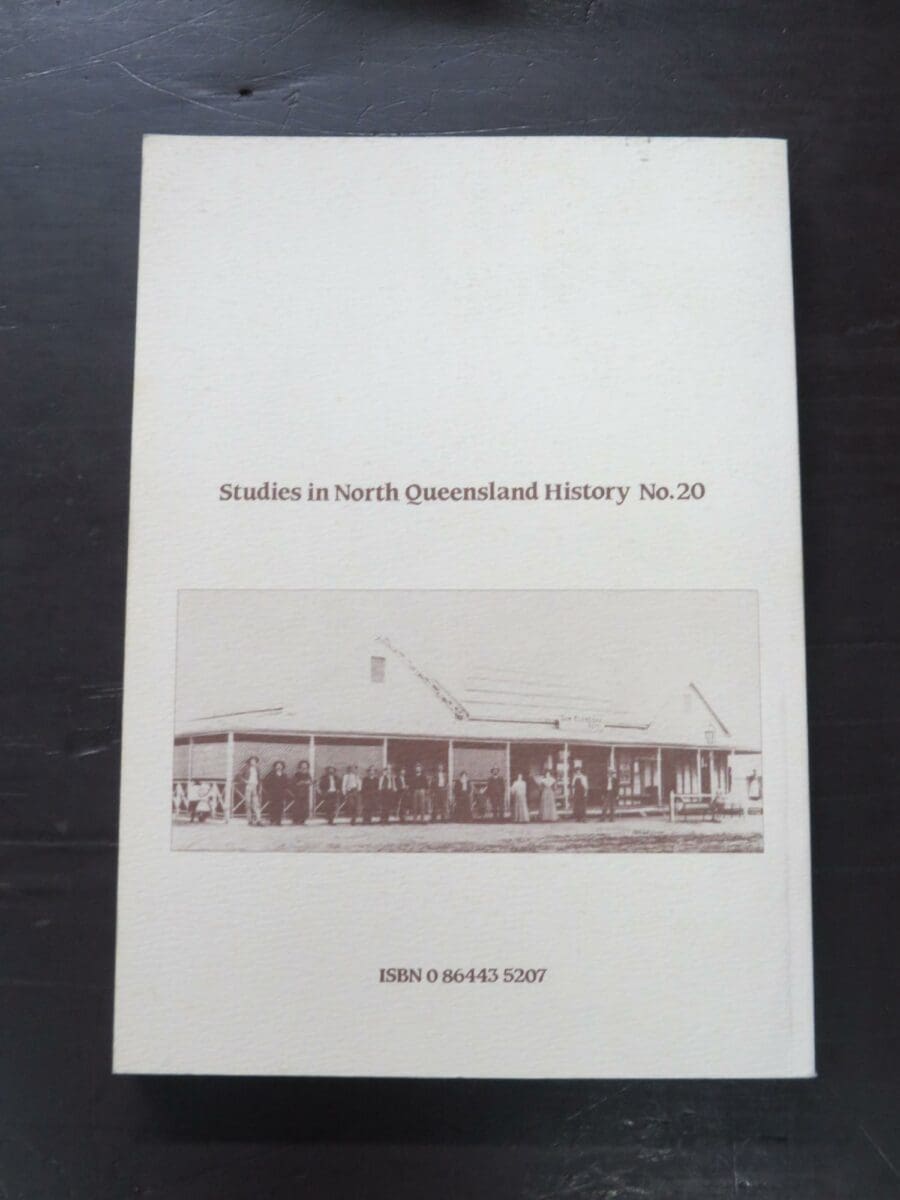 Studies in North Queensland History No.20
ISBN 0 86443 5207